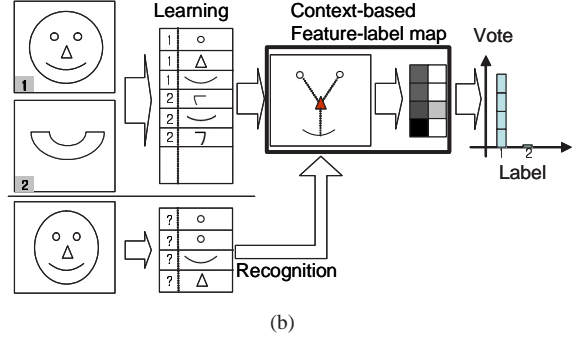 Learning
Context-based
Feature-label map
Vote
1
1
1
1
2
2
2
2
1
2
Label
?
?
?
?
Recognition
(b)